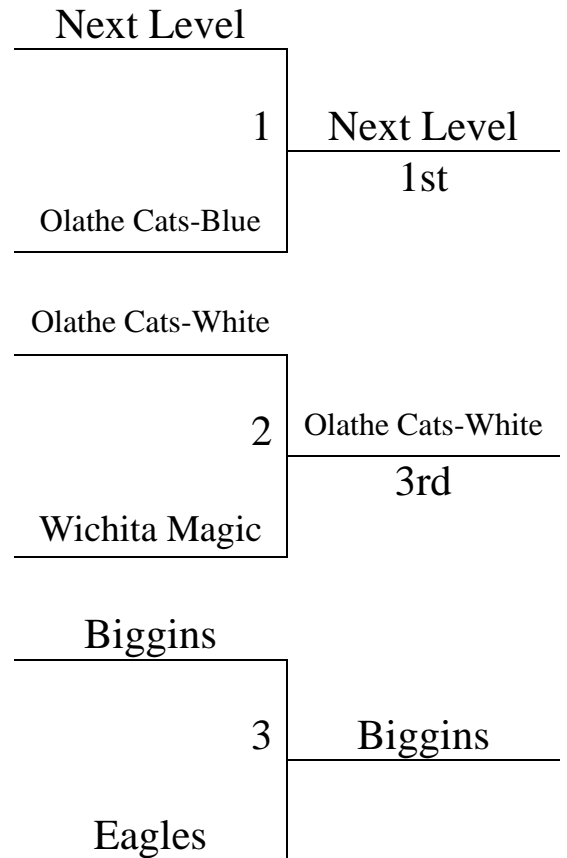 Next Level
1 Next Level
1st
Olathe Cats-Blue
Olathe Cats-White
2 Olathe Cats-White
3rd
Wichita Magic
Biggins
3 Biggins
Eagles